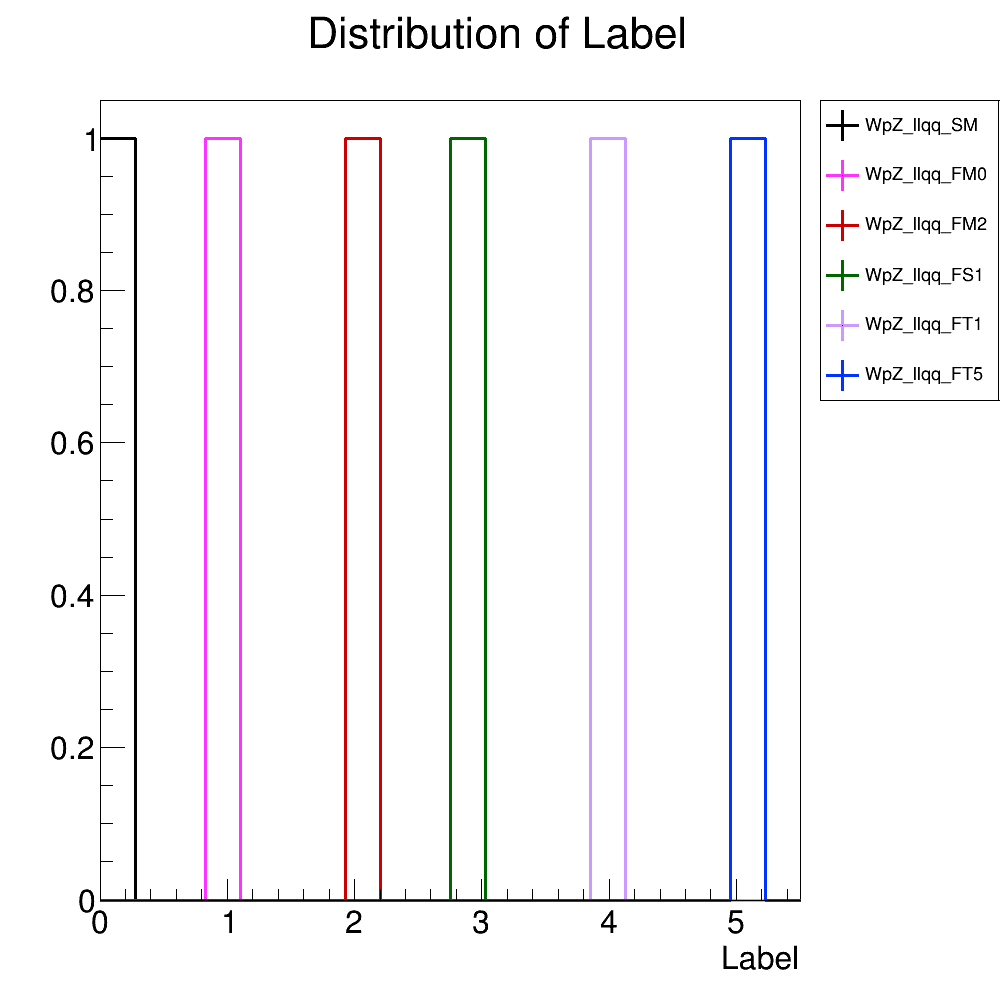 Distribution of Label
1
0.8
0.6
0.4
0.2
0
0 1 2 3 4 5
Label
WpZ_llqq_SM
WpZ_llqq_FM0
WpZ_llqq_FM2
WpZ_llqq_FS1
WpZ_llqq_FT1
WpZ_llqq_FT5